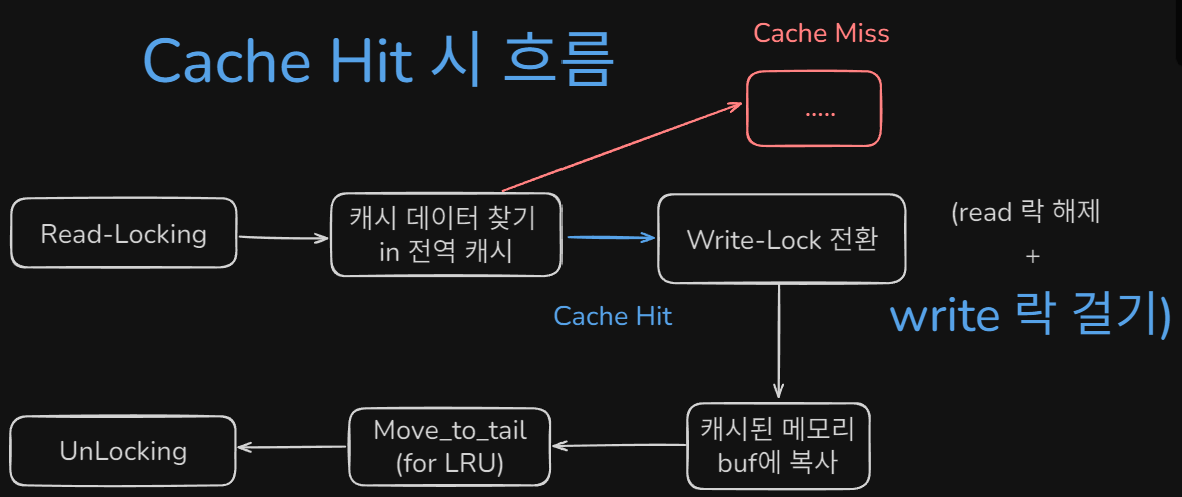 Cache Hit 시 흐름
Cache Miss
.....
Read-Locking
캐시 데이터 찾기
in 전역 캐시
Cache Hit
Write-Lock 전환
(read 락 해제
+
write 락 걸기)
캐시된 메모리
buf에 복사
Move_to_tail
(for LRU)
UnLocking